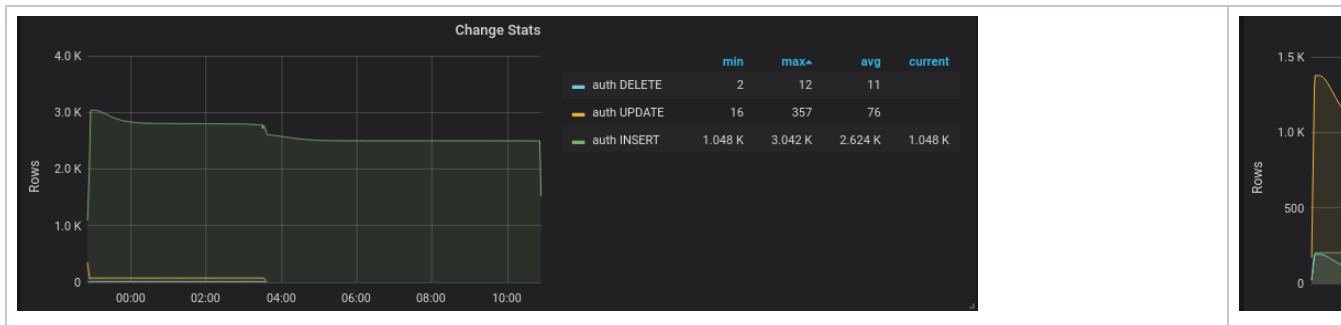 Change Stats
4.0 K
3.0 K
2.0 K
1.0 K
0
Rows
00:00 02:00 04:00 06:00 08:00 10:00
min max avg current
auth DELETE 2 12 11
auth UPDATE 16 357 76
auth INSERT 1.048 K 3.042 K 2.624 K 1.048 K
1.5 K
1.0 K
500
0
Rows